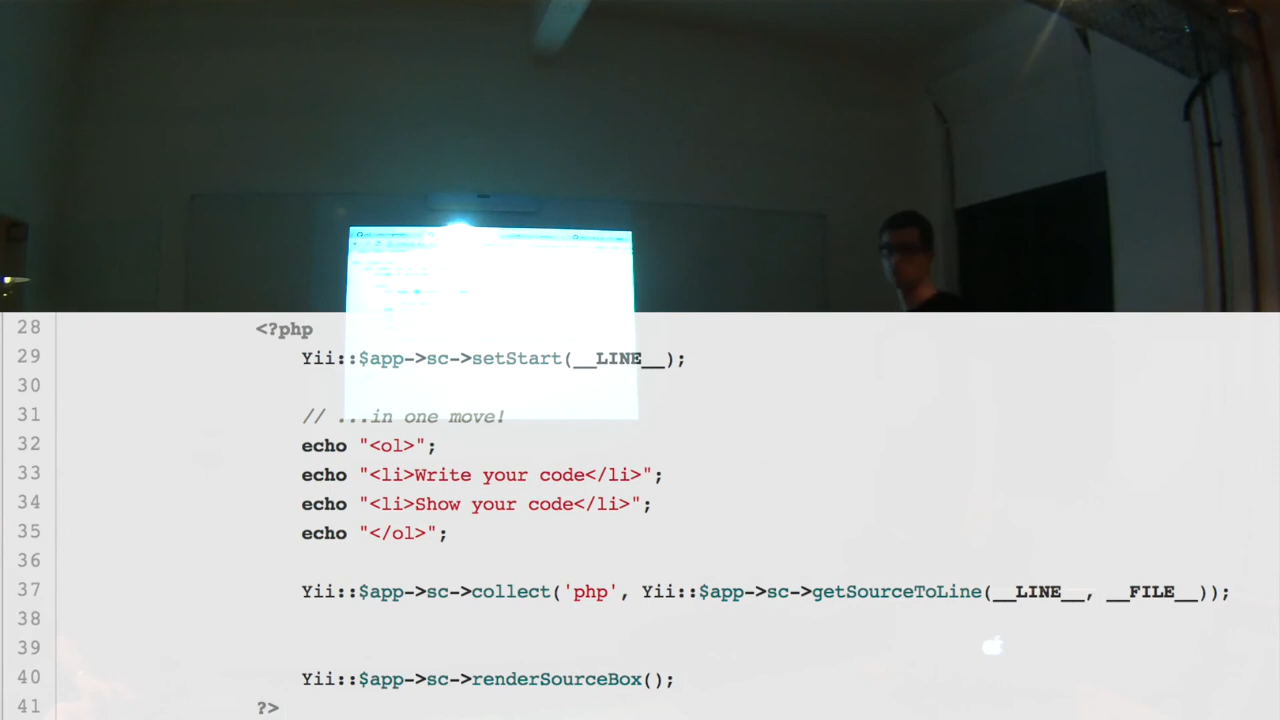 28 <?php
29 Yii::$app->sc->setStart(__LINE__);
30
31 // ...in one move!
32 echo "<ol>";
33 echo "<li>Write your code</li>";
34 echo "<li>Show your code</li>";
35 echo "</ol>";
36
37 Yii::$app->sc->collect('php', Yii::$app->sc->getSourceToLine(__LINE__, __FILE__));
38
39
40 Yii::$app->sc->renderSourceBox();
41 ?>